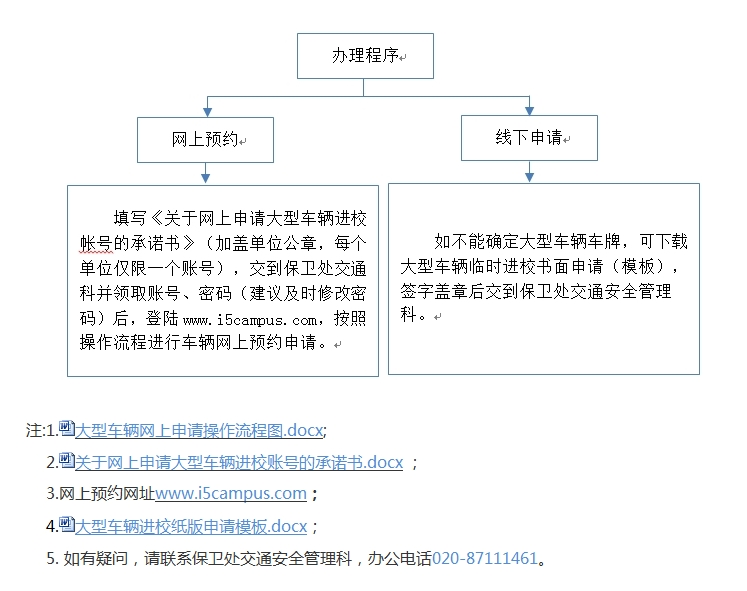 办理程序
网上预约
线下申请
填写《关于网上申请大型车辆进校
帐号的承诺书》（加盖单位公章，每个
单位仅限一个账号），交到保卫处交通
科并领取账号、密码（建议及时修改密
码）后，登陆 www.i5campus.com，按照
操作流程进行车辆网上预约申请。
如不能确定大型车辆车牌，可下载
大型车辆临时进校书面申请（模板），
签字盖章后交到保卫处交通安全管理
科。
注:1.大型车辆网上申请操作流程图.docx;
2.关于网上申请大型车辆进校账号的承诺书.docx ；
3.网上预约网址www.i5campus.com；
4.大型车辆进校纸版申请模板.docx；
5. 如有疑问，请联系保卫处交通安全管理科，办公电话020-87111461。